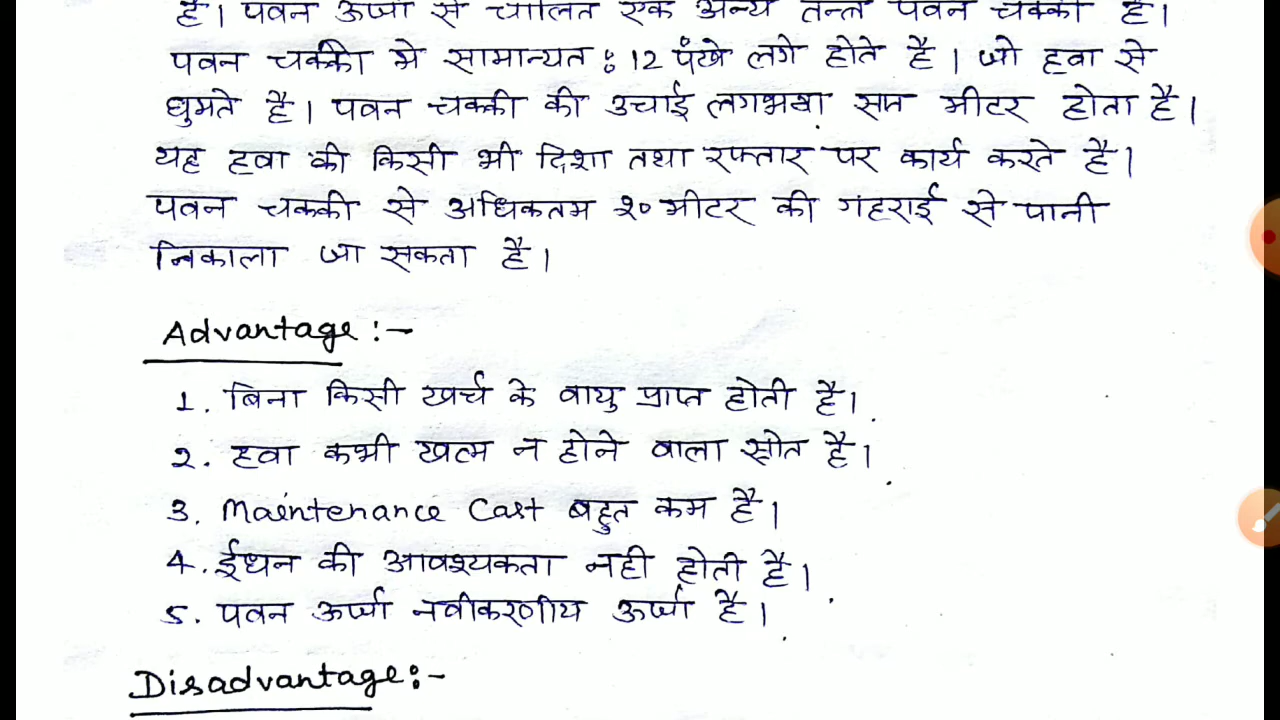 है। पवन ऊर्जा से चालित एक अन्य तन्त्र पवन चक्की है।
पवन चक्की मे सामान्यत: 12 पंखे लगे होते है। जो हवा से
घुमते है। पवन चक्की की उचाई लगभग सात मीटर होता है।
यह हवा की किसी भी दिशा तथा रफ्तार पर कार्य करते है।
पवन चक्की से अधिकतम २० मीटर की गहराई से पानी
निकाला जा सकता है।
Advantage:-
1. बिना किसी खर्च के वायु प्राप्त होती है।
2. हवा कभी खत्म न होने वाला स्रोत है।
3. Maintenance Cast बहुत कम है।
4. ईधन की आवश्यकता नही होती है।
5. पवन ऊर्जा नवीकरणीय ऊर्जा है।
Disadvantage:-